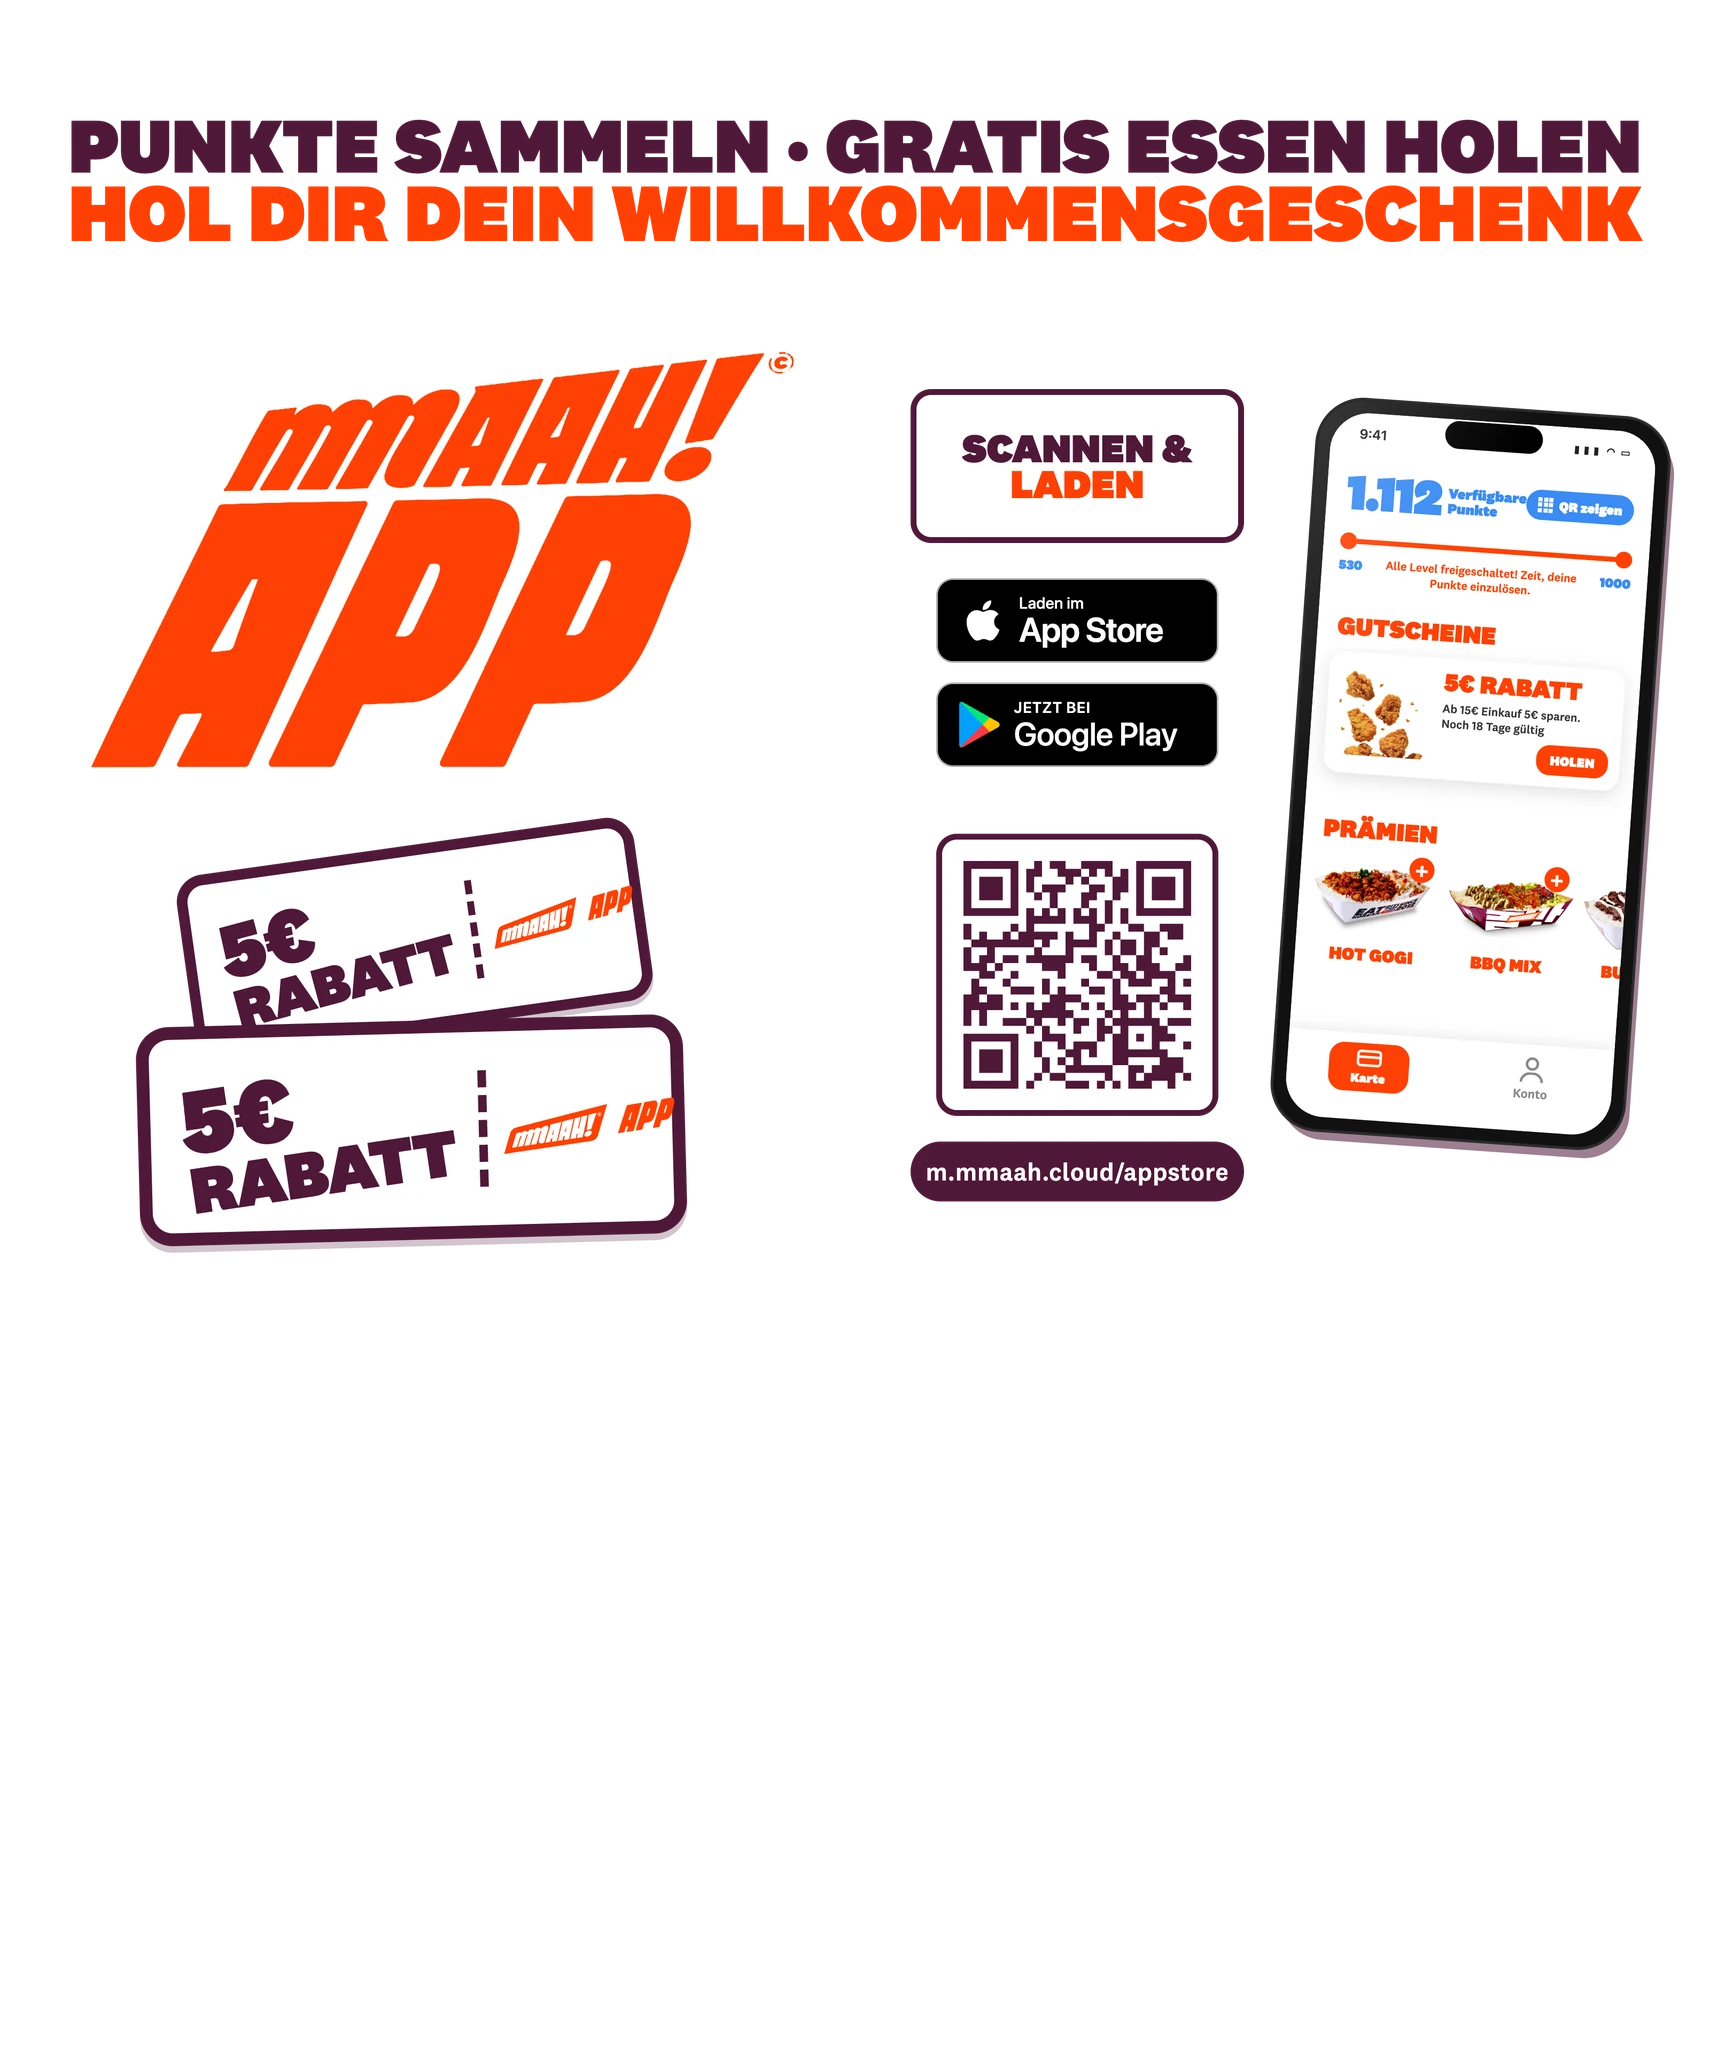 PUNKTE SAMMELN • GRATIS ESSEN HOLEN
HOL DIR DEIN WILLKOMMENSGESCHENK
mmAAH!©
APP
SCANNEN &
LADEN
Laden im
App Store
JETZT BEI
Google Play
m.mmaah.cloud/appstore
5€
RABATT
mmAAH! APP
5€
RABATT
mmAAH! APP
9:41
1.112 Verfügbare
Punkte
QR zeigen
530
Alle Level freigeschaltet! Zeit, deine
Punkte einzulösen.
1000
GUTSCHEINE
5€ RABATT
Ab 15€ Einkauf 5€ sparen.
Noch 18 Tage gültig
HOLEN
PRÄMIEN
EAT
HOT GOGI
BBQ MIX
BU
Karte
Konto